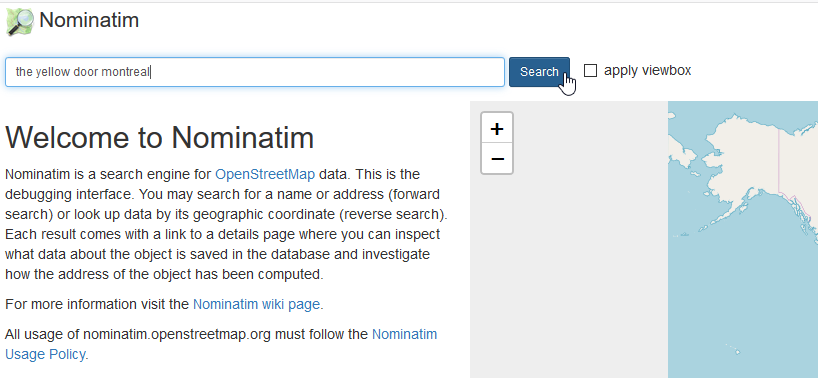 Nominatim
the yellow door montreal
Search
apply viewbox
+
−
Welcome to Nominatim
Nominatim is a search engine for OpenStreetMap data. This is the
debugging interface. You may search for a name or address (forward
search) or look up data by its geographic coordinate (reverse search).
Each result comes with a link to a details page where you can inspect
what data about the object is saved in the database and investigate
how the address of the object has been computed.
For more information visit the Nominatim wiki page.
All usage of nominatim.openstreetmap.org must follow the Nominatim
Usage Policy.